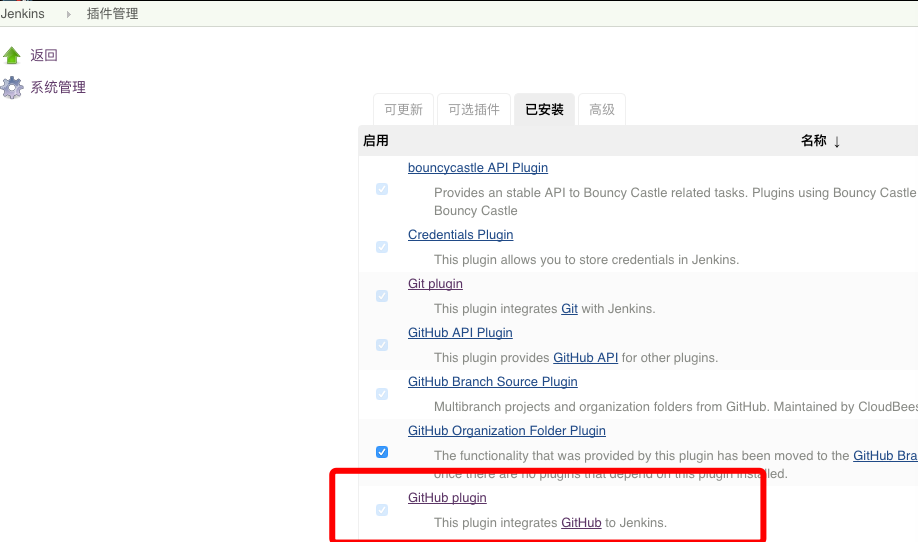 Jenkins 插件管理
返回
系统管理
可更新 可选插件 已安装 高级
启用 名称 ↓
bouncycastle API Plugin
Provides an stable API to Bouncy Castle related tasks. Plugins using Bouncy Castle
Bouncy Castle
Credentials Plugin
This plugin allows you to store credentials in Jenkins.
Git plugin
This plugin integrates Git with Jenkins.
GitHub API Plugin
This plugin provides GitHub API for other plugins.
GitHub Branch Source Plugin
Multibranch projects and organization folders from GitHub. Maintained by CloudBees
GitHub Organization Folder Plugin
The functionality that was provided by this plugin has been moved to the GitHub Bra
once there are no plugins that depend on this plugin installed.
GitHub plugin
This plugin integrates GitHub to Jenkins.